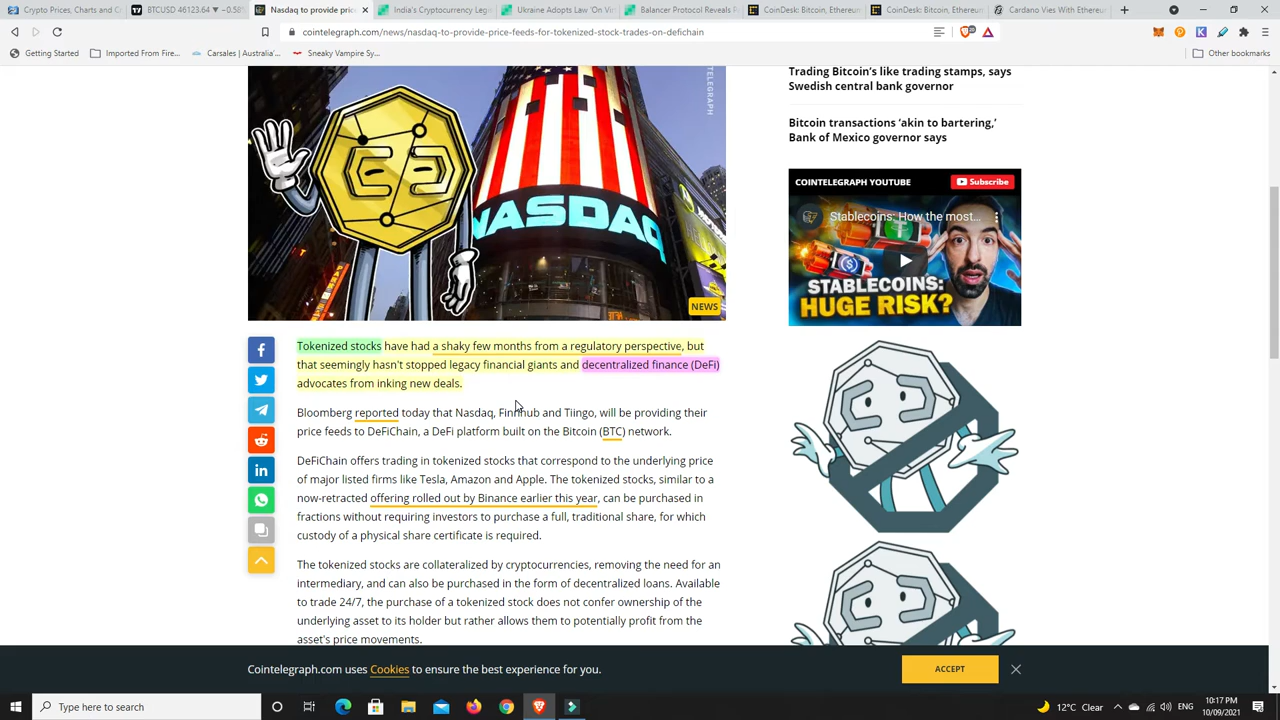 Crypto Prices, Charts and C
BTCUSD 46123.64 ▼ −0.58
Nasdaq to provide price
India's Cryptocurrency Lega
Ukraine Adopts Law 'On Vir
Balancer Protocol Reveals P
CoinDesk: Bitcoin, Ethereum
CoinDesk: Bitcoin, Ethereum
Cardano Vies With Ethereu
cointelegraph.com/news/nasdaq-to-provide-price-feeds-for-tokenized-stock-trades-on-defichain
Getting Started
Imported From Fire...
Carsales | Australia'...
Sneaky Vampire Sy...
Other bookmarks
TELEGRAPH
NASDAQ
NEWS
Trading Bitcoin's like trading stamps, says
Swedish central bank governor
Bitcoin transactions 'akin to bartering,'
Bank of Mexico governor says
COINTELEGRAPH YOUTUBE
Subscribe
Stablecoins: How the most...
STABLECOINS:
HUGE RISK?
Tokenized stocks have had a shaky few months from a regulatory perspective, but
that seemingly hasn't stopped legacy financial giants and decentralized finance (DeFi)
advocates from inking new deals.
Bloomberg reported today that Nasdaq, Finnhub and Tiingo, will be providing their
price feeds to DeFiChain, a DeFi platform built on the Bitcoin (BTC) network.
DeFiChain offers trading in tokenized stocks that correspond to the underlying price
of major listed firms like Tesla, Amazon and Apple. The tokenized stocks, similar to a
now-retracted offering rolled out by Binance earlier this year, can be purchased in
fractions without requiring investors to purchase a full, traditional share, for which
custody of a physical share certificate is required.
The tokenized stocks are collateralized by cryptocurrencies, removing the need for an
intermediary, and can also be purchased in the form of decentralized loans. Available
to trade 24/7, the purchase of a tokenized stock does not confer ownership of the
underlying asset to its holder but rather allows them to potentially profit from the
asset's price movements.
Cointelegraph.com uses Cookies to ensure the best experience for you.
ACCEPT
Type here to search
12°C Clear
ENG
10:17 PM
10/09/2021